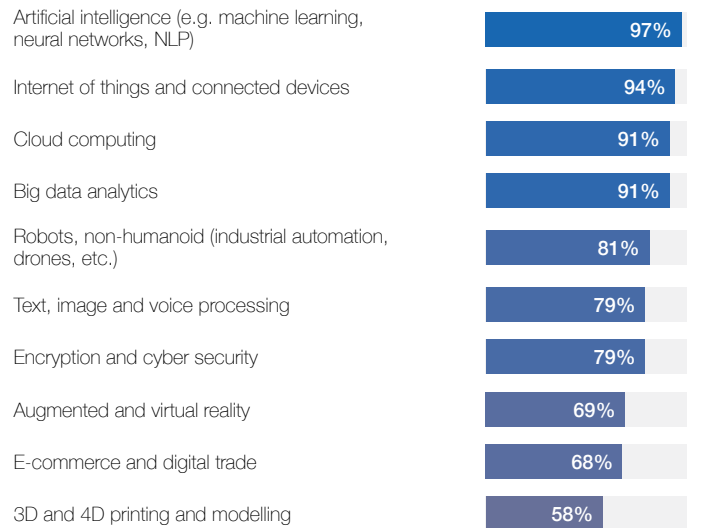 Artificial intelligence (e.g. machine learning,
neural networks, NLP)
97%
Internet of things and connected devices
94%
Cloud computing
91%
Big data analytics
91%
Robots, non-humanoid (industrial automation,
drones, etc.)
81%
Text, image and voice processing
79%
Encryption and cyber security
79%
Augmented and virtual reality
69%
E-commerce and digital trade
68%
3D and 4D printing and modelling
58%